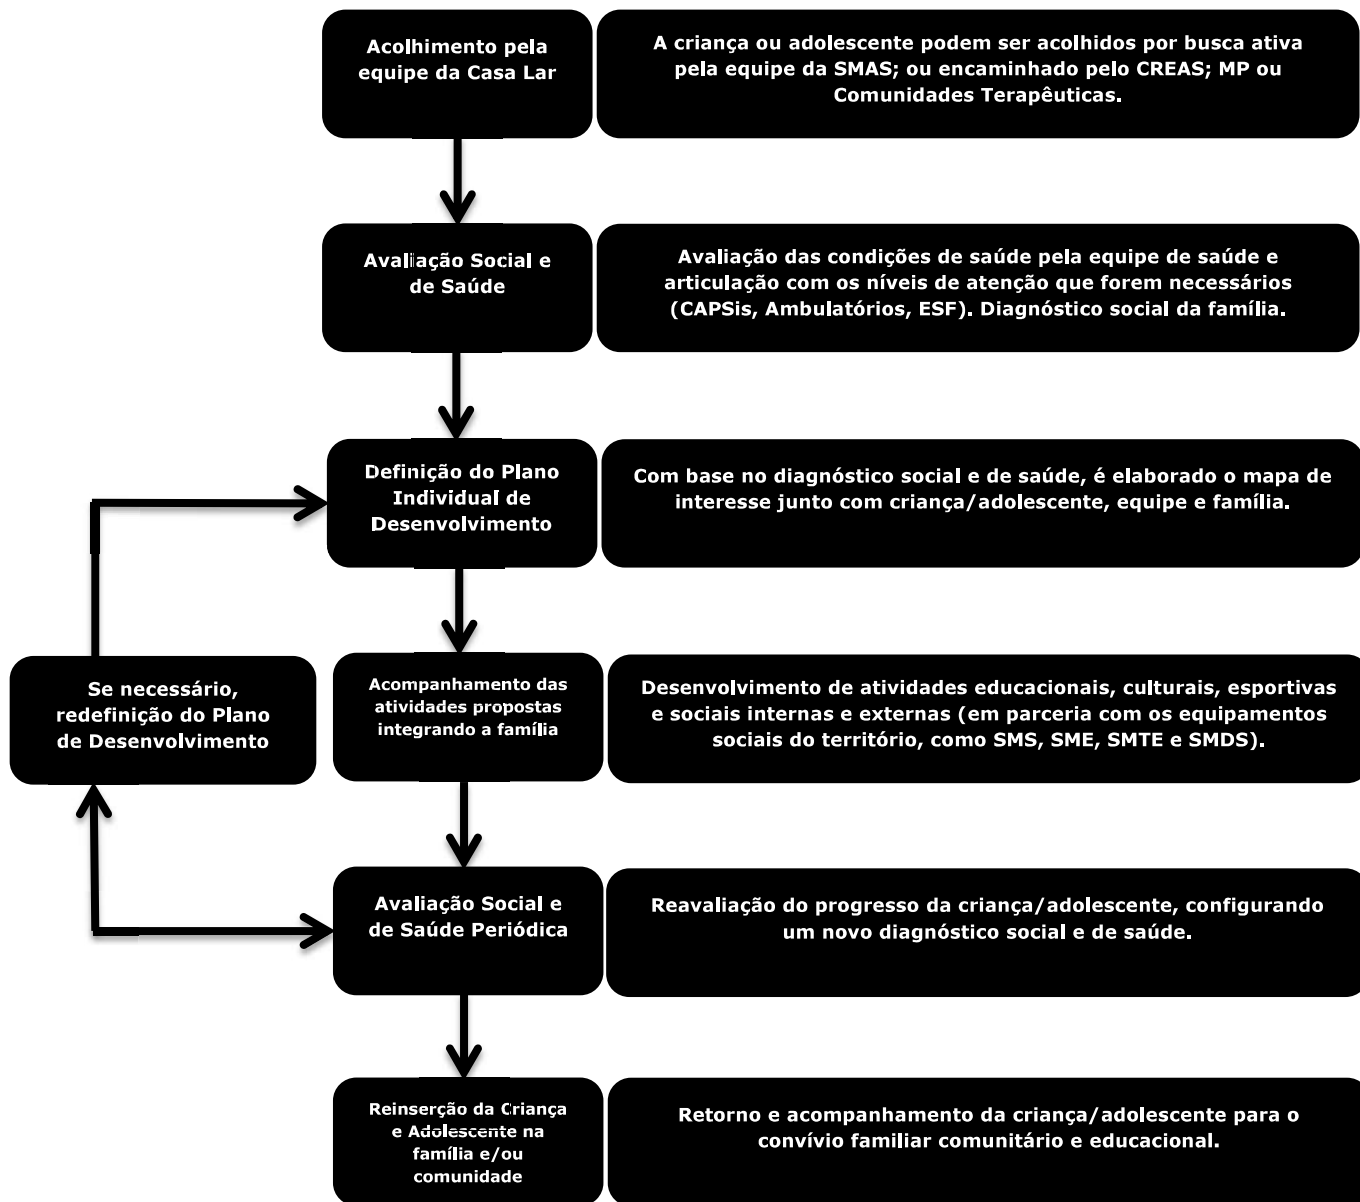 Acolhimento pela
equipe da Casa Lar
A criança ou adolescente podem ser acolhidos por busca ativa
pela equipe da SMAS; ou encaminhado pelo CREAS; MP ou
Comunidades Terapêuticas.
Avaliação Social e
de Saúde
Avaliação das condições de saúde pela equipe de saúde e
articulação com os níveis de atenção que forem necessários
(CAPSis, Ambulatórios, ESF). Diagnóstico social da família.
Definição do Plano
Individual de
Desenvolvimento
Com base no diagnóstico social e de saúde, é elaborado o mapa de
interesse junto com criança/adolescente, equipe e família.
Se necessário,
redefinição do Plano
de Desenvolvimento
Acompanhamento das
atividades propostas
integrando a família
Desenvolvimento de atividades educacionais, culturais, esportivas
e sociais internas e externas (em parceria com os equipamentos
sociais do território, como SMS, SME, SMTE e SMDS).
Avaliação Social e
de Saúde Periódica
Reavaliação do progresso da criança/adolescente, configurando
um novo diagnóstico social e de saúde.
Reinserção da Criança
e Adolescente na
família e/ou
comunidade
Retorno e acompanhamento da criança/adolescente para o
convívio familiar comunitário e educacional.